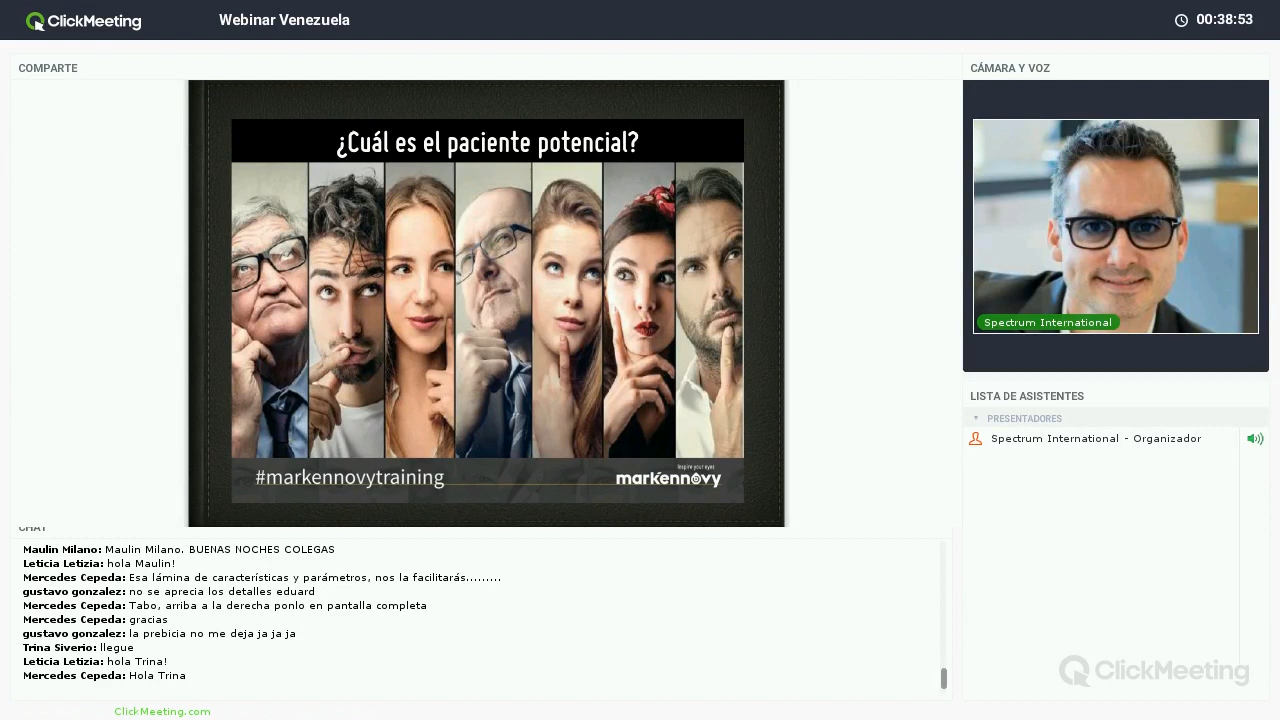 ClickMeeting
Webinar Venezuela
00:38:53
COMPARTE
¿Cuál es el paciente potencial?
#markennovytraining
Inspire your eyes
markennovy
CÁMARA Y VOZ
Spectrum International
LISTA DE ASISTENTES
PRESENTADORES
Spectrum International - Organizador
CHAT
Maulin Milano: Maulin Milano. BUENAS NOCHES COLEGAS
Leticia Letizia: hola Maulin!
Mercedes Cepeda: Esa lámina de características y parámetros, nos la facilitarás.........
gustavo gonzalez: no se aprecia los detalles eduard
Mercedes Cepeda: Tabo, arriba a la derecha ponlo en pantalla completa
Mercedes Cepeda: gracias
gustavo gonzalez: la prebicia no me deja ja ja ja
Trina Siverio: llegue
Leticia Letizia: hola Trina!
Mercedes Cepeda: Hola Trina
ClickMeeting
ClickMeeting.com